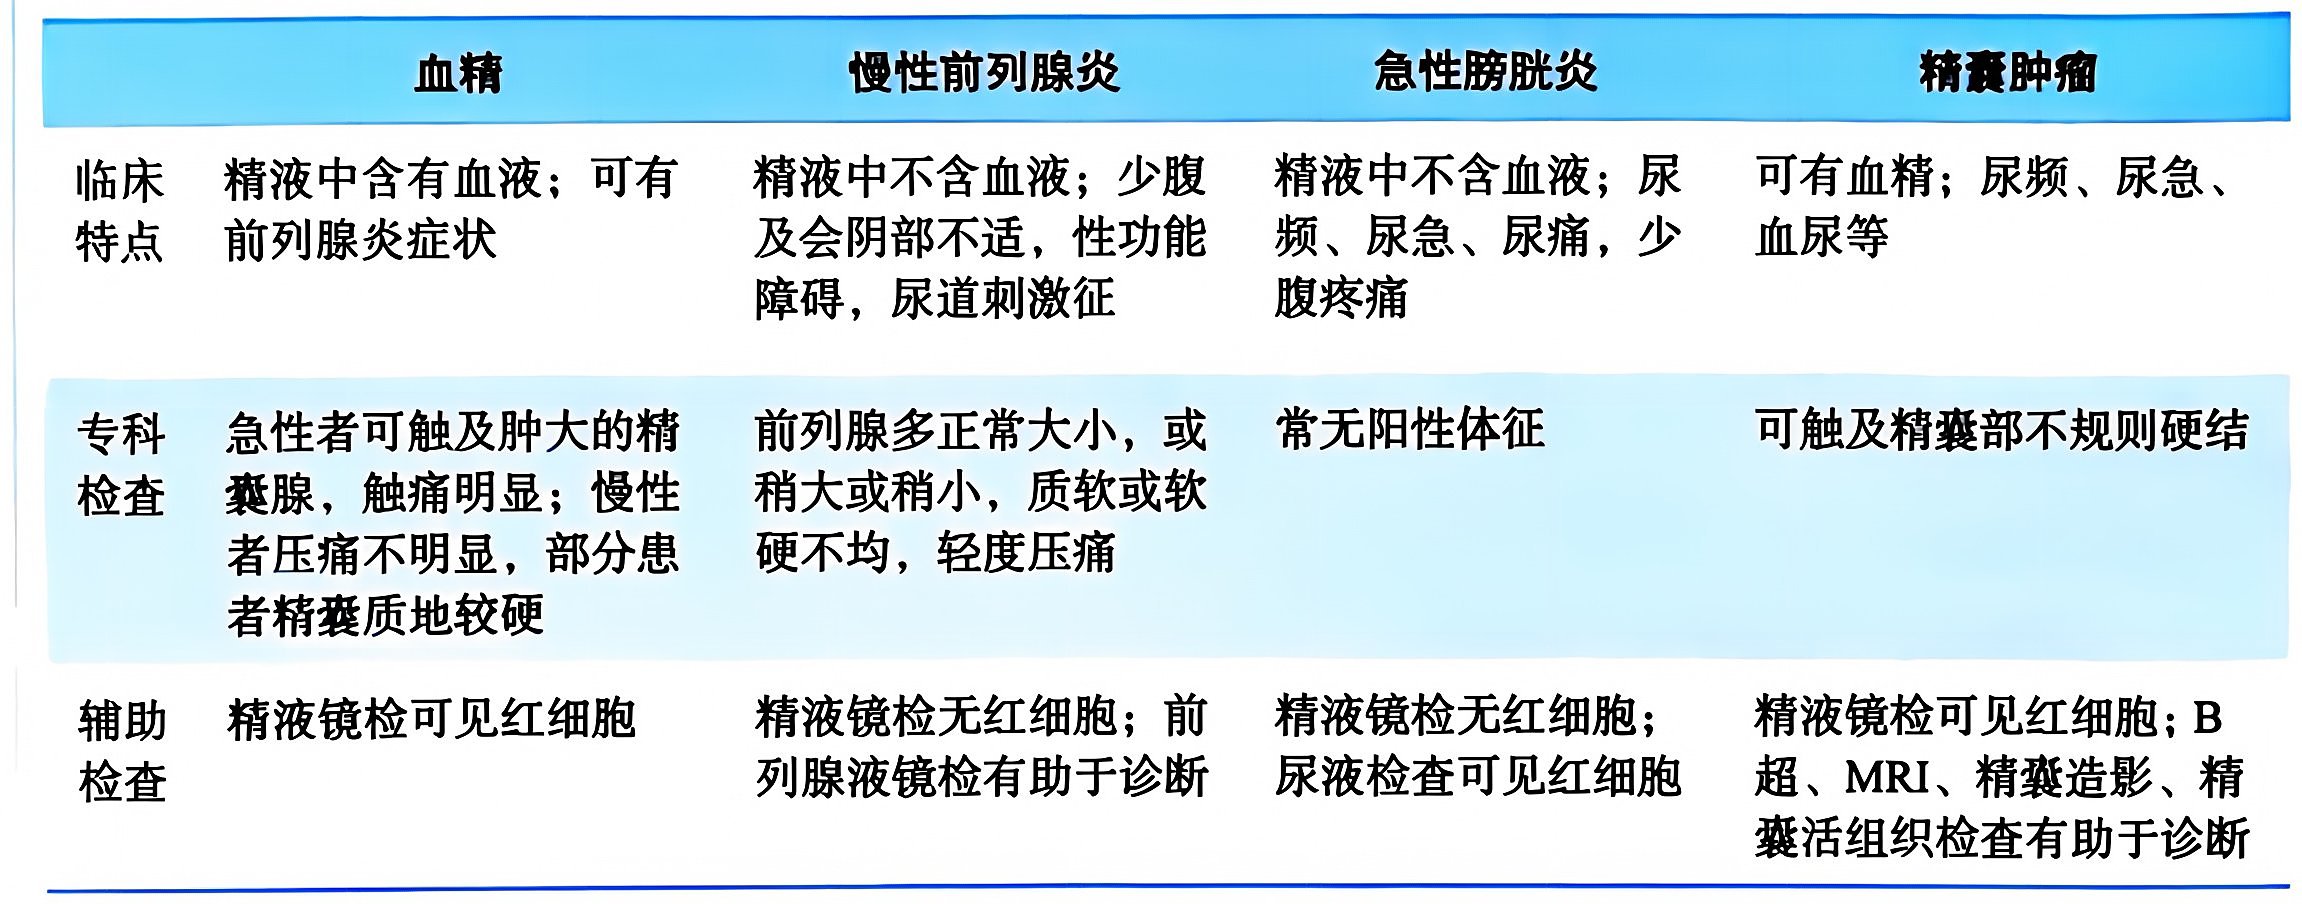 血精 慢性前列腺炎 急性膀胱炎 精囊肿瘤
临床特点
精液中含有血液；可有
前列腺炎症状
精液中不含血液；少腹
及会阴部不适，性功能
障碍，尿道刺激征
精液中不含血液；尿
频、尿急、尿痛，少
腹疼痛
可有血精；尿频、尿急、
血尿等
专科
检查
急性者可触及肿大的精
囊腺，触痛明显；慢性
者压痛不明显，部分患
者精囊质地较硬
前列腺多正常大小，或
稍大或稍小，质软或软
硬不均，轻度压痛
常无阳性体征
可触及精囊部不规则硬结
辅助
检查
精液镜检可见红细胞
精液镜检无红细胞；前
列腺液镜检有助于诊断
精液镜检无红细胞；
尿液检查可见红细胞
精液镜检可见红细胞；B
超、MRI、精囊造影、精
囊活组织检查有助于诊断